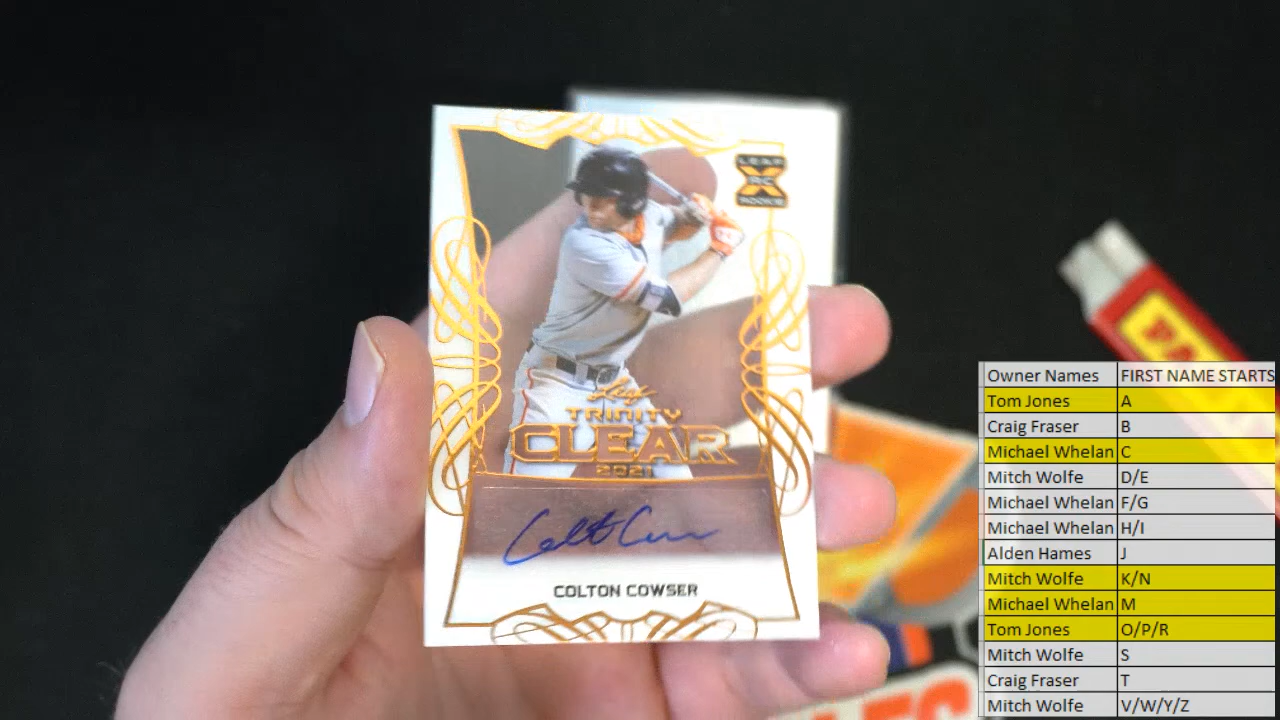 LEAF
RC
ROOKIE
Leaf
TRINITY
CLEAR
2021
COLTON COWSER
Owner Names FIRST NAME STARTS
Tom Jones A
Craig Fraser B
Michael Whelan C
Mitch Wolfe D/E
Michael Whelan F/G
Michael Whelan H/I
Alden Hames J
Mitch Wolfe K/N
Michael Whelan M
Tom Jones O/P/R
Mitch Wolfe S
Craig Fraser T
Mitch Wolfe V/W/Y/Z